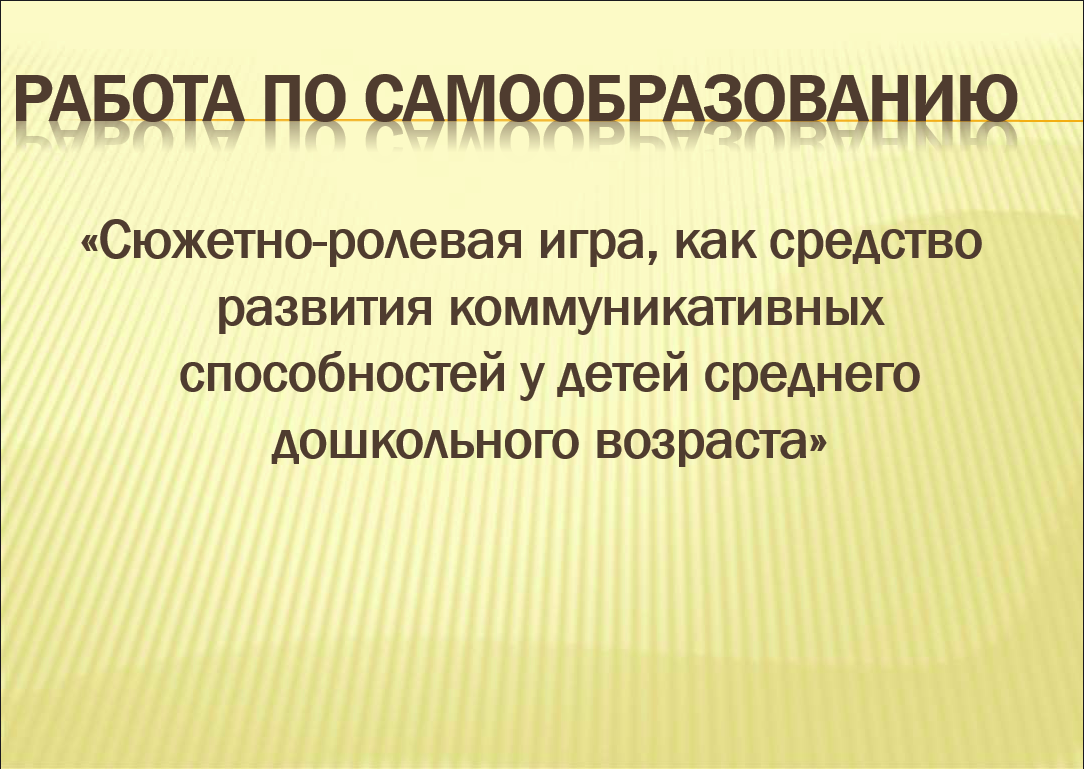 РАБОТА ПО САМООБРАЗОВАНИЮ
«Сюжетно-ролевая игра, как средство
развития коммуникативных
способностей у детей среднего
дошкольного возраста»